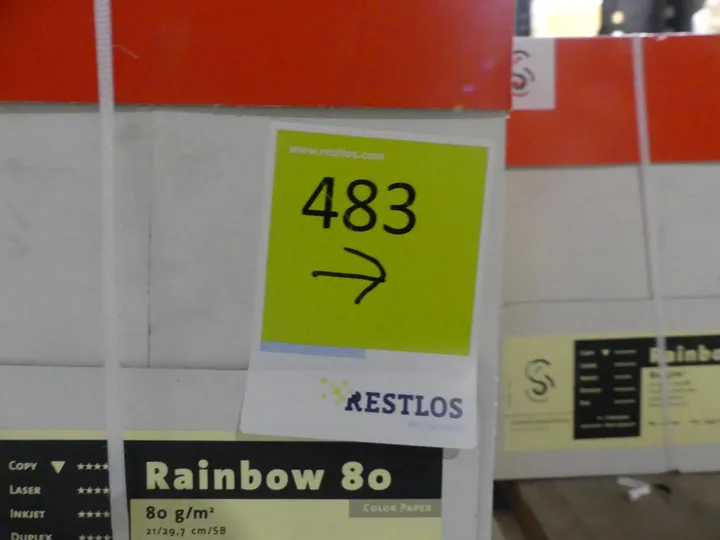 www.restlos.com
483
→
RESTLOS
COPY ▼ ****
LASER ****
INKJET ****
DUPLEX ****
Rainbow 80
80 g/m²
COLOR PAPER
21/29,7 cm/SB
Rainbo